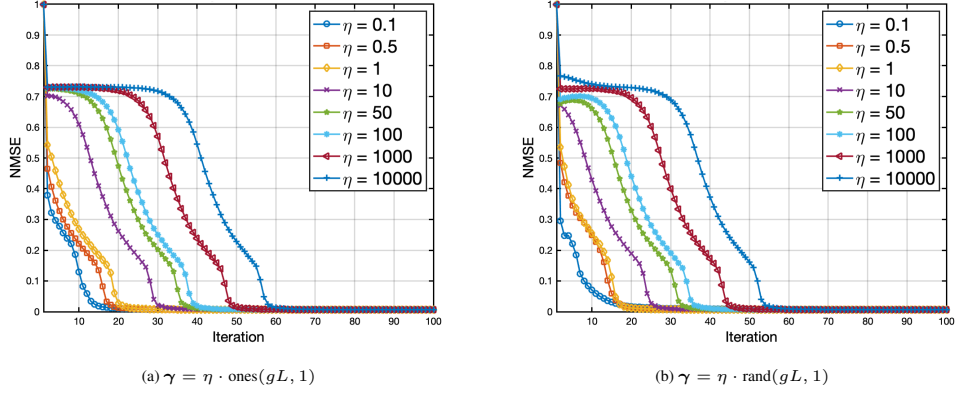 1
0.9
0.8
0.7
0.6
0.5
0.4
0.3
0.2
0.1
0
NMSE
10 20 30 40 50 60 70 80 90 100
Iteration
η = 0.1
η = 0.5
η = 1
η = 10
η = 50
η = 100
η = 1000
η = 10000
(a) γ = η · ones(gL, 1)
1
0.9
0.8
0.7
0.6
0.5
0.4
0.3
0.2
0.1
0
NMSE
10 20 30 40 50 60 70 80 90 100
Iteration
η = 0.1
η = 0.5
η = 1
η = 10
η = 50
η = 100
η = 1000
η = 10000
(b) γ = η · rand(gL, 1)